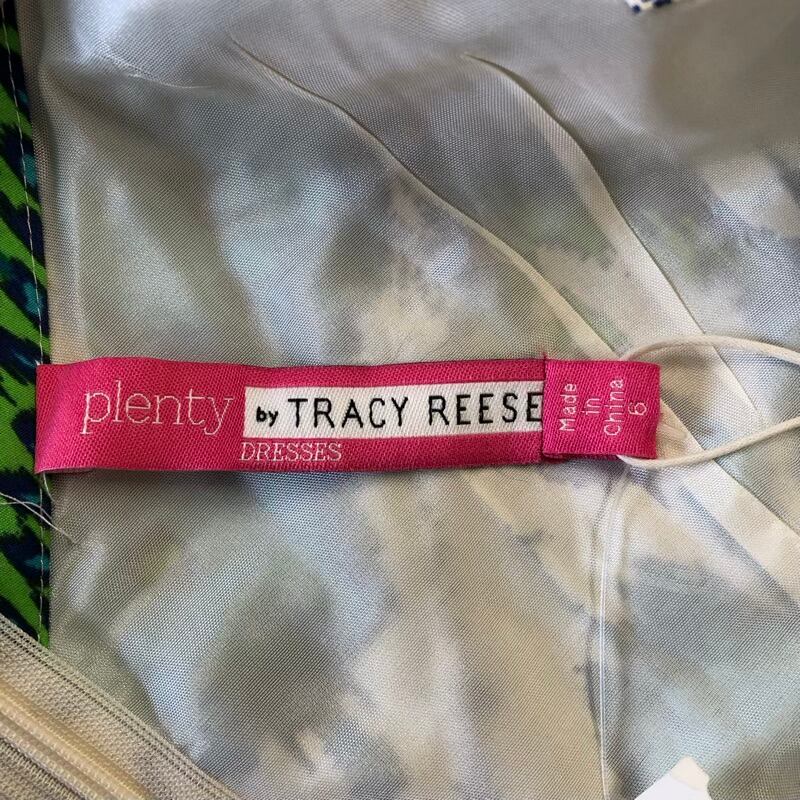 plenty by TRACY REESE
DRESSES
Made
in
China
6